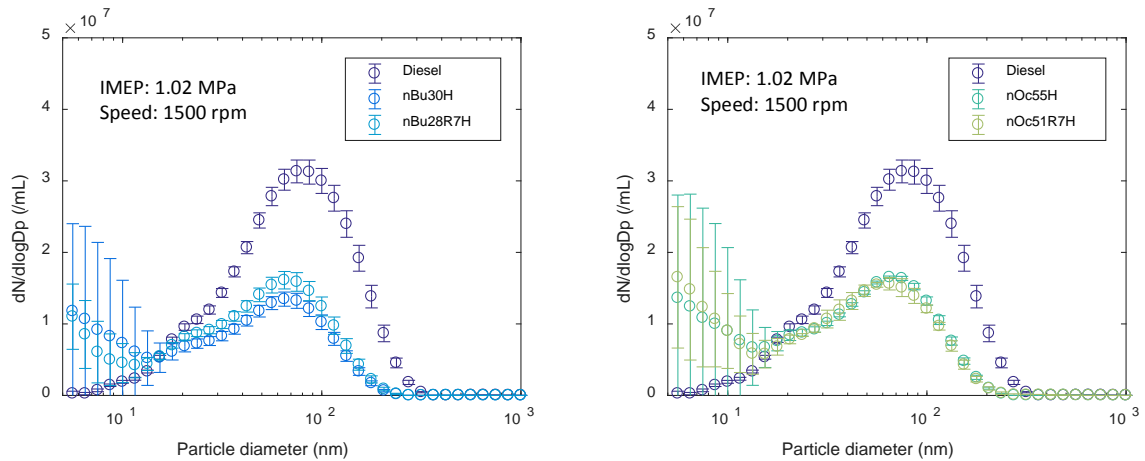 × 10 7
5
4
3
2
1
0
dN/dlogDp (/mL)
IMEP: 1.02 MPa
Speed: 1500 rpm
Diesel
nBu30H
nBu28R7H
10 1
10 2
10 3
Particle diameter (nm)
× 10 7
5
4
3
2
1
0
dN/dlogDp (/mL)
IMEP: 1.02 MPa
Speed: 1500 rpm
Diesel
nOc55H
nOc51R7H
10 1
10 2
10 3
Particle diameter (nm)